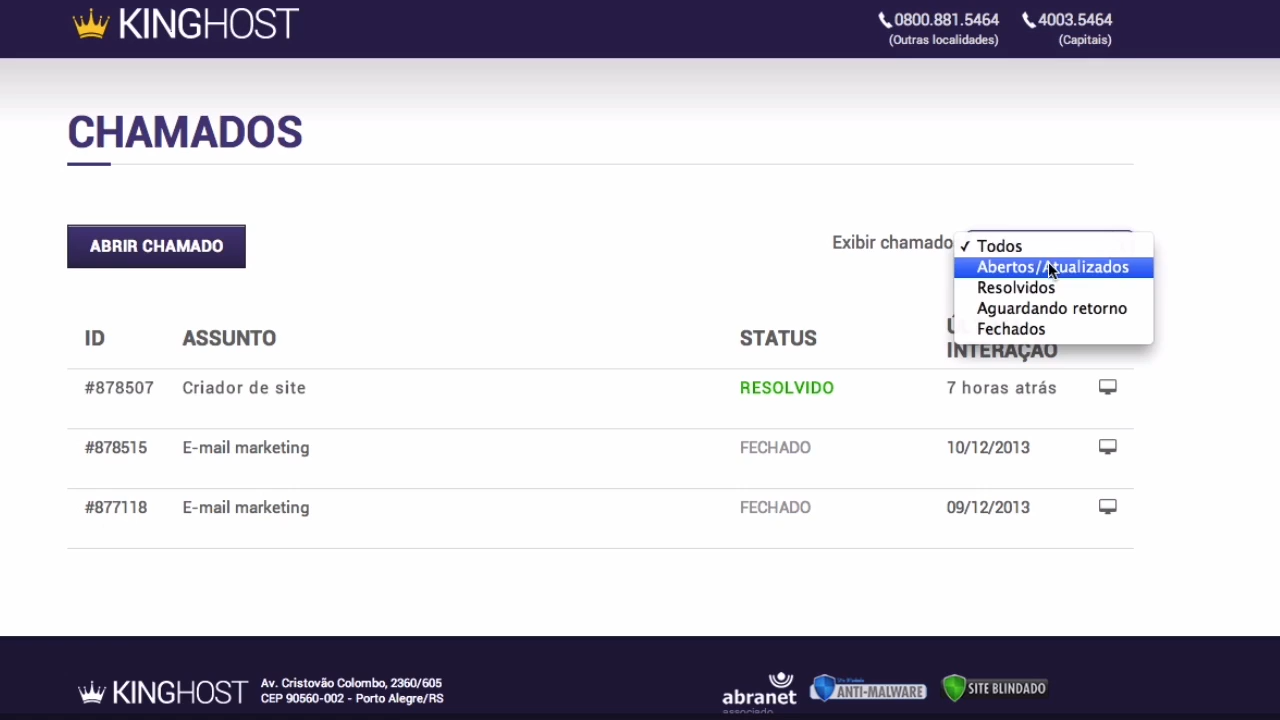 KINGHOST
0800.881.5464
(Outras localidades)
4003.5464
(Capitais)
CHAMADOS
ABRIR CHAMADO
Exibir chamado
✓ Todos
Abertos/Atualizados
Resolvidos
Aguardando retorno
Fechados
ID ASSUNTO STATUS
INTERAÇÃO
#878507 Criador de site RESOLVIDO 7 horas atrás
#878515 E-mail marketing FECHADO 10/12/2013
#877118 E-mail marketing FECHADO 09/12/2013
KINGHOST
Av. Cristovão Colombo, 2360/605
CEP 90560-002 - Porto Alegre/RS
abranet
associado
ANTI-MALWARE
SITE BLINDADO